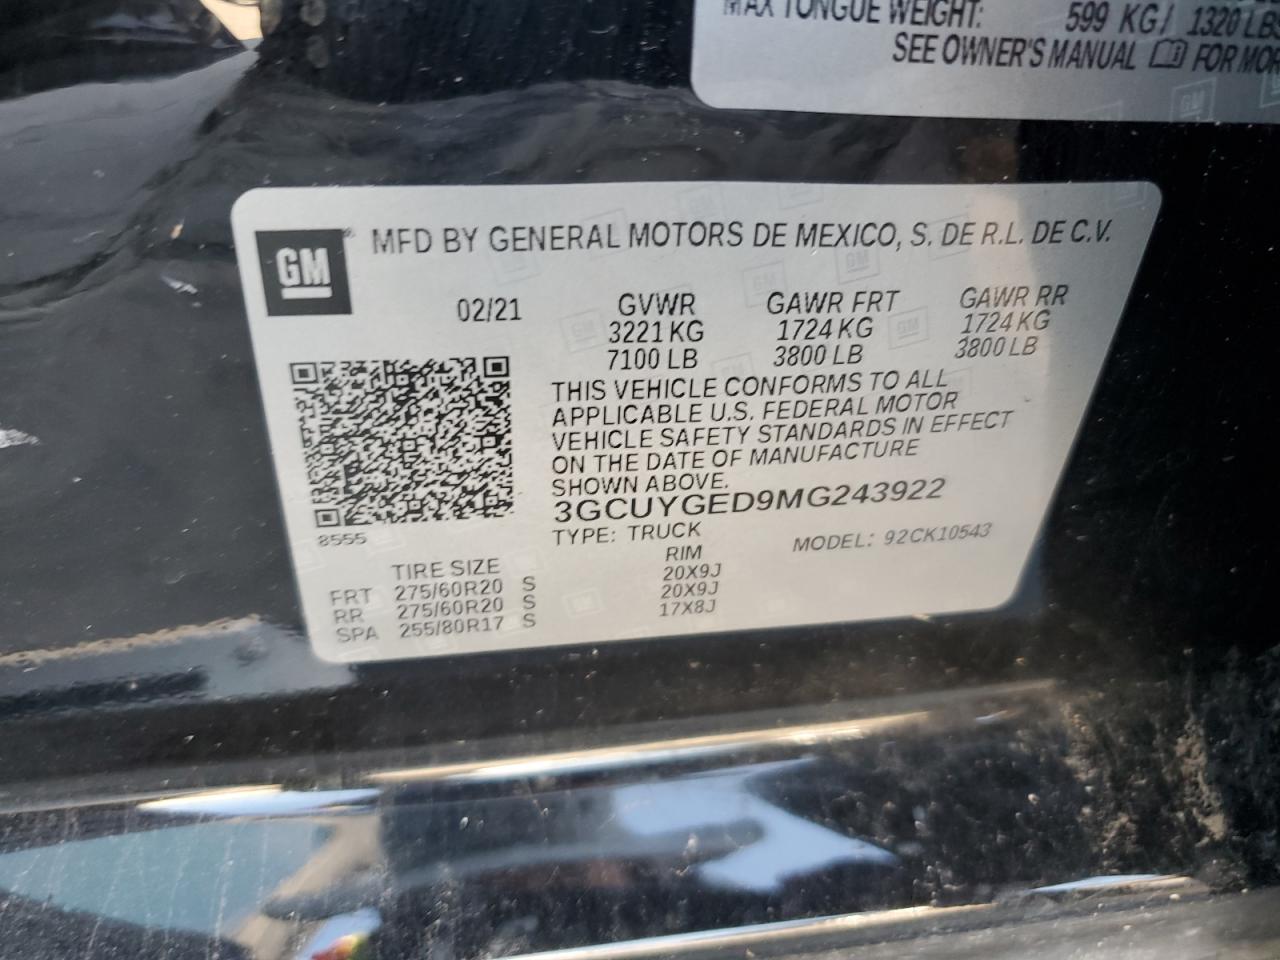 MAX TONGUE WEIGHT: 599 KG/ 1320 LBS
SEE OWNER'S MANUAL FOR MOR
GM
MFD BY GENERAL MOTORS DE MEXICO, S. DE R.L. DE C.V.
02/21 GVWR GAWR FRT GAWR RR
3221 KG 1724 KG 1724 KG
7100 LB 3800 LB 3800 LB
THIS VEHICLE CONFORMS TO ALL
APPLICABLE U.S. FEDERAL MOTOR
VEHICLE SAFETY STANDARDS IN EFFECT
ON THE DATE OF MANUFACTURE
SHOWN ABOVE.
3GCUYGED9MG243922
8555
TYPE: TRUCK MODEL: 92CK10543
TIRE SIZE RIM
FRT 275/60R20 S 20X9J
RR 275/60R20 S 20X9J
SPA 255/80R17 S 17X8J